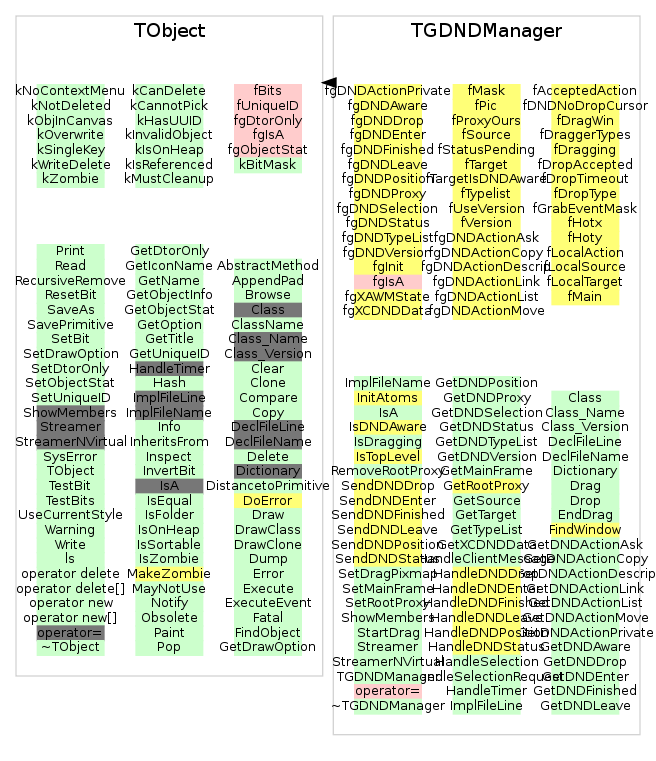 TObject
kNoContextMenu
kNotDeleted
kObjInCanvas
kOverwrite
kSingleKey
kWriteDelete
kZombie
kCanDelete
kCannotPick
kHasUUID
kInvalidObject
kIsOnHeap
kIsReferenced
kMustCleanup
fBits
fUniqueID
fgDtorOnly
fgIsA
fgObjectStat
kBitMask
Print
Read
RecursiveRemove
ResetBit
SaveAs
SavePrimitive
SetBit
SetDrawOption
SetDtorOnly
SetObjectStat
SetUniqueID
ShowMembers
Streamer
StreamerNVirtual
SysError
TObject
TestBit
TestBits
UseCurrentStyle
Warning
Write
ls
operator delete
operator delete[]
operator new
operator new[]
operator=
~TObject
GetDtorOnly
GetIconName
GetName
GetObjectInfo
GetObjectStat
GetOption
GetTitle
GetUniqueID
HandleTimer
Hash
ImplFileLine
ImplFileName
Info
InheritsFrom
Inspect
InvertBit
IsA
IsEqual
IsFolder
IsOnHeap
IsSortable
IsZombie
MakeZombie
MayNotUse
Notify
Obsolete
Paint
Pop
AbstractMethod
AppendPad
Browse
Class
ClassName
Class_Name
Class_Version
Clear
Clone
Compare
Copy
DeclFileLine
DeclFileName
Delete
Dictionary
DistancetoPrimitive
DoError
Draw
DrawClass
DrawClone
Dump
Error
Execute
ExecuteEvent
Fatal
FindObject
GetDrawOption
TGDNDManager
fgDNDActionPrivate
fgDNDAware
fgDNDDrop
fgDNDEnter
fgDNDFinished
fgDNDLeave
fgDNDPosition
fgDNDProxy
fgDNDSelection
fgDNDStatus
fgDNDTypeList
fgDNDVersion
fgInit
fgIsA
fgXAWMState
fgXCDNDData
fMask
fPic
fProxyOurs
fSource
fStatusPending
fTarget
TargetIsDNDAware
fTypelist
fUseVersion
fVersion
fgDNDActionAsk
fgDNDActionCopy
fgDNDActionDescrip
fgDNDActionLink
fgDNDActionList
fgDNDActionMove
fAcceptedAction
fDNDNoDropCursor
fDragWin
fDraggerTypes
fDragging
fDropAccepted
fDropTimeout
fDropType
fGrabEventMask
fHotx
fHoty
fLocalAction
fLocalSource
fLocalTarget
fMain
ImplFileName
InitAtoms
IsA
IsDNDAware
IsDragging
IsTopLevel
RemoveRootProxy
SendDNDDrop
SendDNDEnter
SendDNDFinished
SendDNDLeave
SendDNDPosition
SendDNDStatus
SetDragPixmap
SetMainFrame
SetRootProxy
ShowMembers
StartDrag
Streamer
StreamerNVirtual
TGDNDManager
operator=
~TGDNDManager
GetDNDPosition
GetDNDProxy
GetDNDSelection
GetDNDStatus
GetDNDTypeList
GetDNDVersion
GetMainFrame
GetRootProxy
GetSource
GetTarget
GetTypeList
GetXCDNDData
HandleClientMessage
HandleDNDDrop
HandleDNDEnter
HandleDNDFinished
HandleDNDLeave
HandleDNDPosition
HandleDNDStatus
HandleSelection
HandleSelectionRequest
HandleTimer
ImplFileLine
Class
Class_Name
Class_Version
DeclFileLine
DeclFileName
Dictionary
Drag
Drop
EndDrag
FindWindow
GetDNDActionAsk
GetDNDActionCopy
GetDNDActionDescrip
GetDNDActionLink
GetDNDActionList
GetDNDActionMove
GetDNDActionPrivate
GetDNDAware
GetDNDDrop
GetDNDEnter
GetDNDFinished
GetDNDLeave